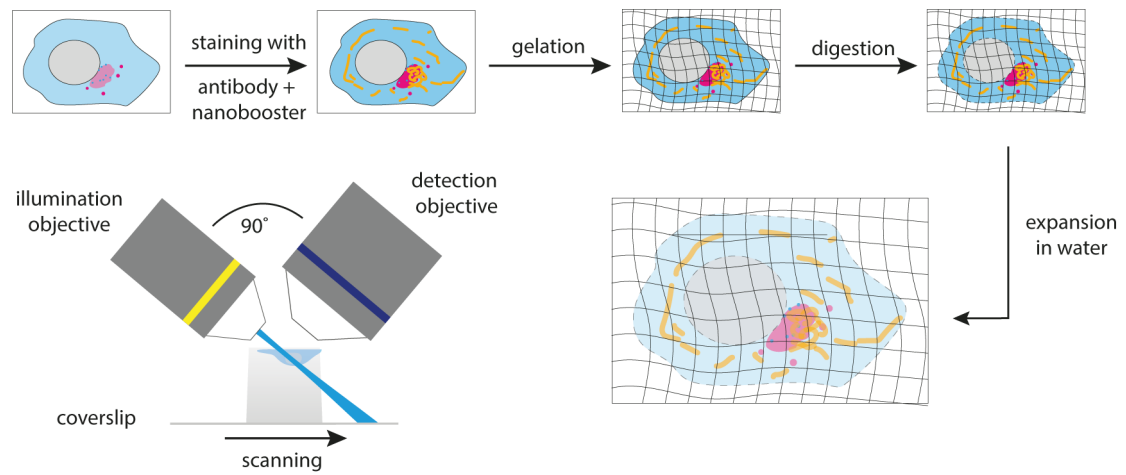 staining with
antibody +
nanobooster
gelation
digestion
expansion
in water
illumination
objective
90°
detection
objective
coverslip
scanning